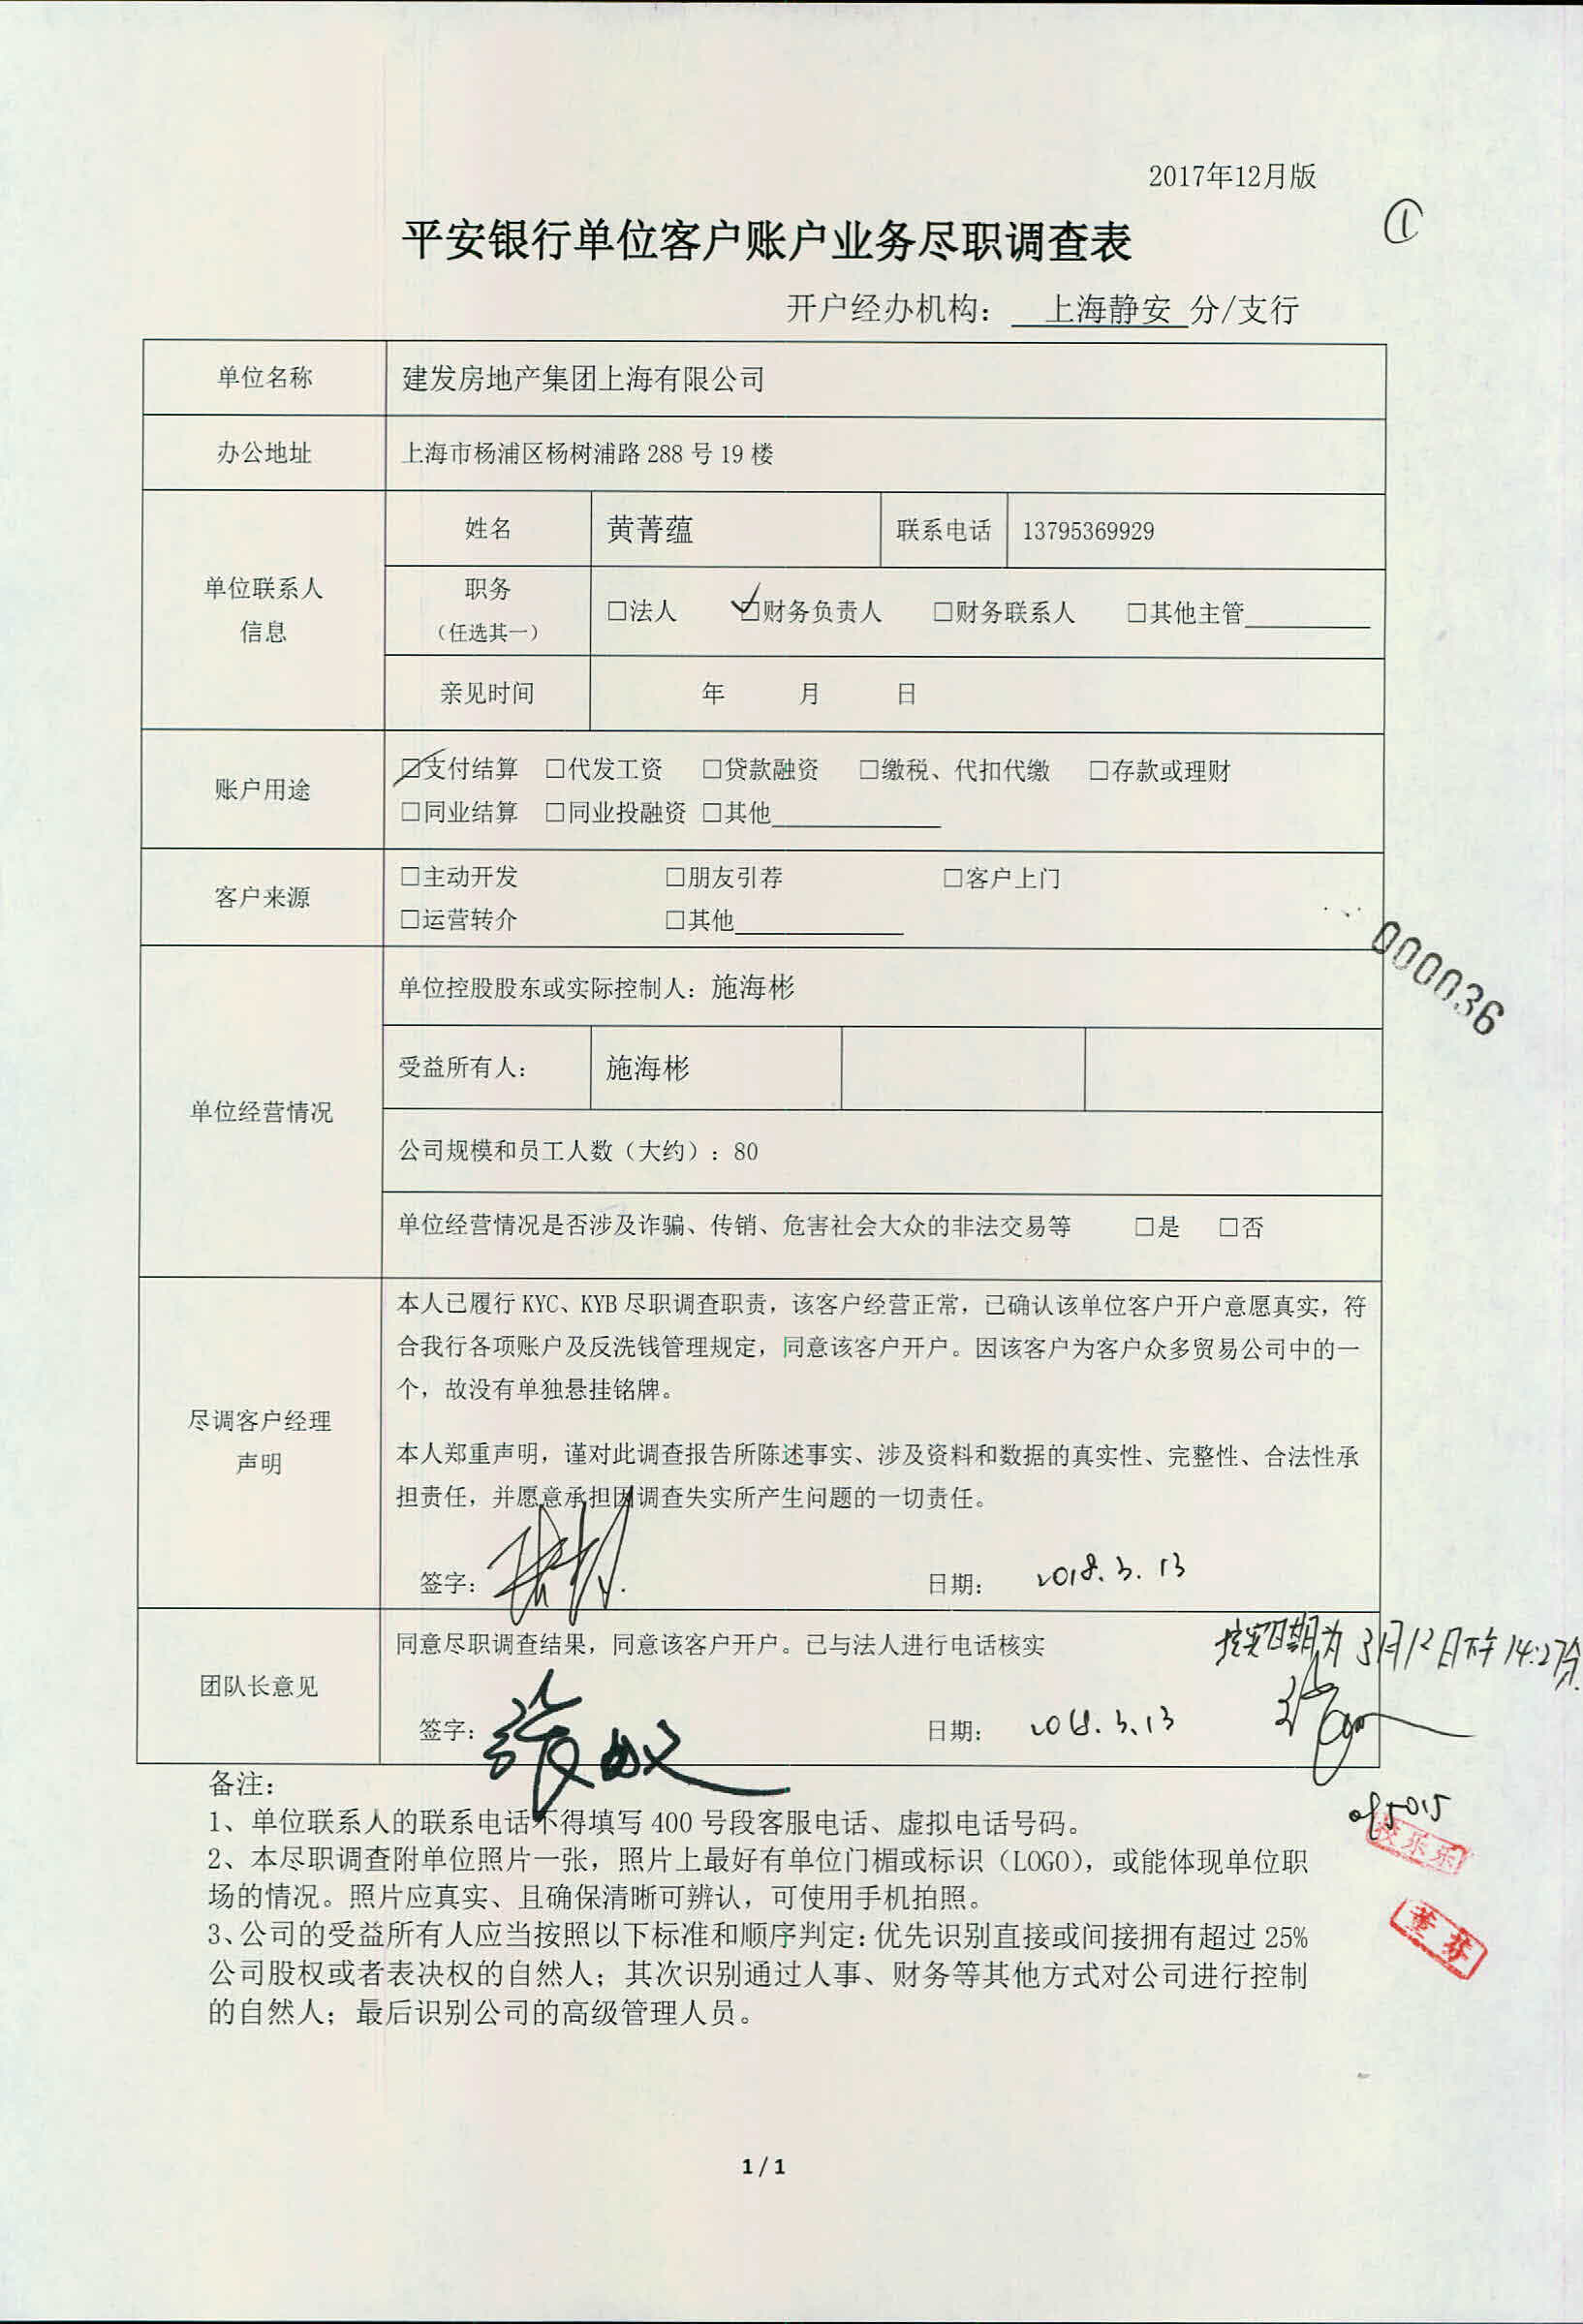 2017年12月版
①
平安银行单位客户账户业务尽职调查表
开户经办机构： 上海静安 分/支行
单位名称 建发房地产集团上海有限公司
办公地址 上海市杨浦区杨树浦路 288 号 19 楼
单位联系人信息
姓名 黄菁蕴 联系电话 13795369929
职务
（任选其一）
□法人 ☑财务负责人 □财务联系人 □其他主管
亲见时间 年 月 日
账户用途
☑支付结算 □代发工资 □贷款融资 □缴税、代扣代缴 □存款或理财
□同业结算 □同业投融资 □其他
客户来源
□主动开发 □朋友引荐 □客户上门
□运营转介 □其他
000036
单位经营情况
单位控股股东或实际控制人：施海彬
受益所有人： 施海彬
公司规模和员工人数（大约）：80
单位经营情况是否涉及诈骗、传销、危害社会大众的非法交易等 □是 □否
尽调客户经理
声明
本人已履行 KYC、KYB 尽职调查职责，该客户经营正常，已确认该单位客户开户意愿真实，符
合我行各项账户及反洗钱管理规定，同意该客户开户。因该客户为客户众多贸易公司中的一
个，故没有单独悬挂铭牌。
本人郑重声明，谨对此调查报告所陈述事实、涉及资料和数据的真实性、完整性、合法性承
担责任，并愿意承担因调查失实所产生问题的一切责任。
签字： 日期： 2018.3.13
团队长意见
同意尽职调查结果，同意该客户开户。已与法人进行电话核实
核实日期为 3月12日下午 14:27分.
签字：张敏 日期： 2018.3.13
备注：
1、单位联系人的联系电话不得填写 400 号段客服电话、虚拟电话号码。
2、本尽职调查附单位照片一张，照片上最好有单位门楣或标识（LOGO），或能体现单位职
场的情况。照片应真实、且确保清晰可辨认，可使用手机拍照。
3、公司的受益所有人应当按照以下标准和顺序判定：优先识别直接或间接拥有超过 25%
公司股权或者表决权的自然人；其次识别通过人事、财务等其他方式对公司进行控制
的自然人；最后识别公司的高级管理人员。
1 / 1